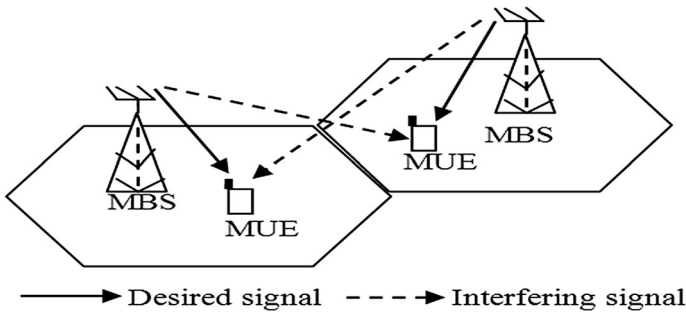 MBS
MUE
MBS
MUE
Desired signal
Interfering signal